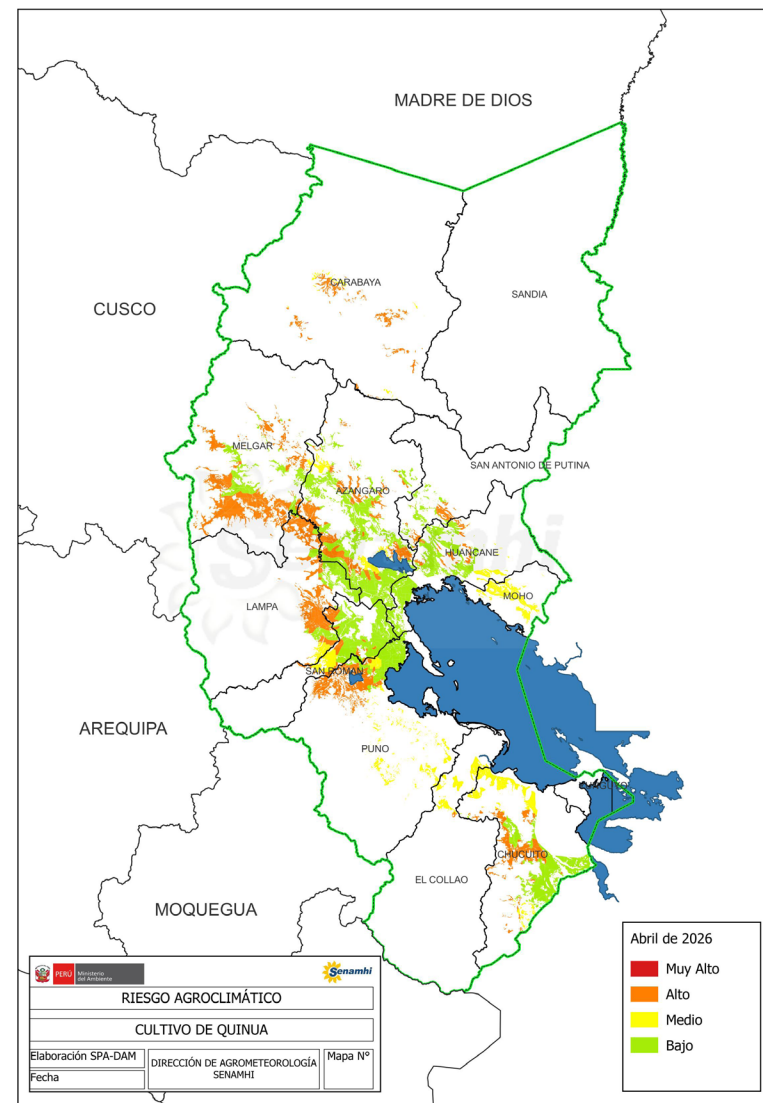 MADRE DE DIOS
CARABAYA
SANDIA
CUSCO
MELGAR
SAN ANTONIO DE PUTINA
AZANGARO
Senamhi
HUANCANE
MOHO
LAMPA
SAN ROMAN
AREQUIPA
PUNO
CHUCUITO
EL COLLAO
MOQUEGUA
Abril de 2026
Muy Alto
Alto
Medio
Bajo
PERÚ
Ministerio
del Ambiente
Senamhi
RIESGO AGROCLIMÁTICO
CULTIVO DE QUINUA
Elaboración SPA-DAM
Fecha
DIRECCIÓN DE AGROMETEOROLOGÍA
SENAMHI
Mapa N°